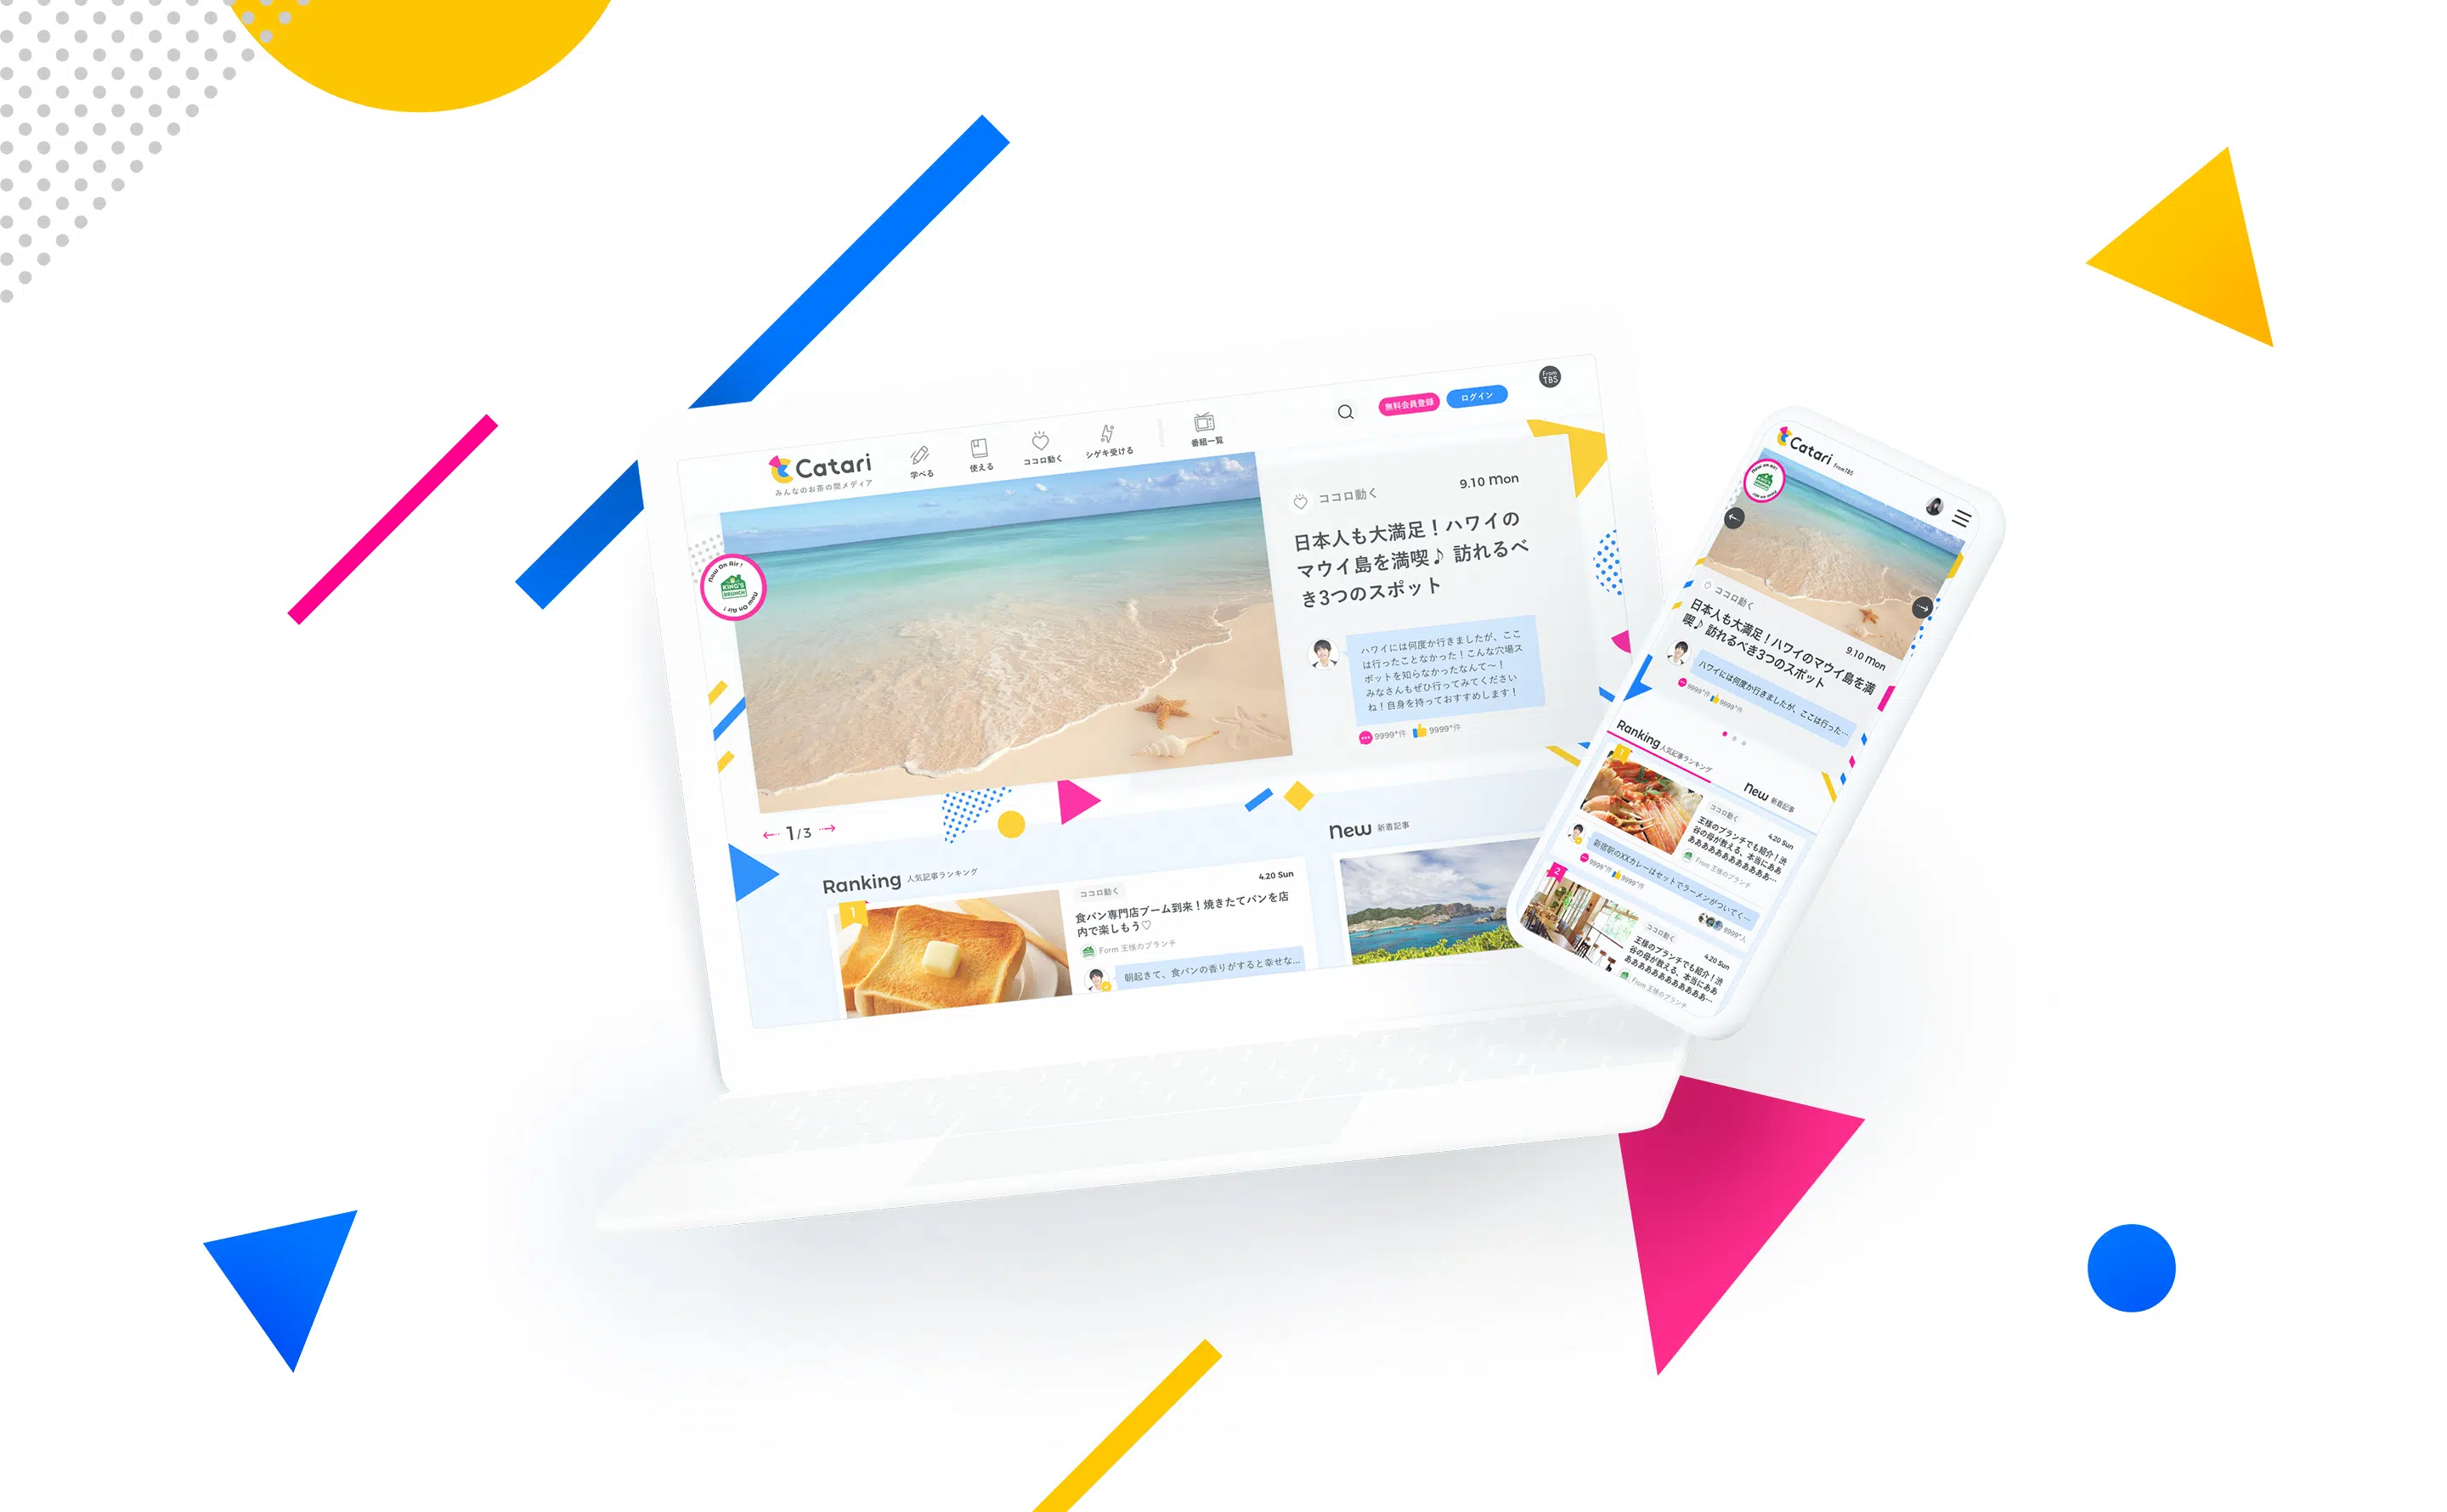 Catari
みんなのお茶の間メディア
学べる
使える
ココロ動く
シゲキ受ける
番組一覧
無料会員登録
ログイン
From
TBS
Now On Air !
KING'S
BRUNCH
Now On Air !
ココロ動く
9.10 Mon
日本人も大満足！ハワイの
マウイ島を満喫♪ 訪れるべ
き3つのスポット
ハワイには何度か行きましたが、ここ
は行ったことなかった！こんな穴場ス
ポットを知らなかったなんて〜！
みなさんもぜひ行ってみてください
ね！自身を持っておすすめします！
9999+件
9999+件
1/3
Ranking 人気記事ランキング
1
ココロ動く
4.20 Sun
食パン専門店ブーム到来！焼きたてパンを店
内で楽しもう♡
Form 王様のブランチ
朝起きて、食パンの香りがすると幸せな...
New 新着記事
Catari From TBS
Now On Air!
ココロ動く
9.10 Mon
日本人も大満足！ハワイのマウイ島を満
喫♪ 訪れるべき3つのスポット
ハワイには何度か行きましたが、ここは行った…
9999+件
9999+件
Ranking 人気記事ランキング
New 新着記事
1
ココロ動く
4.20 Sun
王様のブランチでも紹介！渋
谷の母が教える、本当にああ
ああああああああああああ…
From 王様のブランチ
新宿駅のXXカレーはセットでラーメンがついてく…
9999+件
9999+件
9999+人
2
ココロ動く
4.20 Sun
王様のブランチでも紹介！渋
谷の母が教える、本当にああ
ああああああああああああ…
From 王様のブランチ